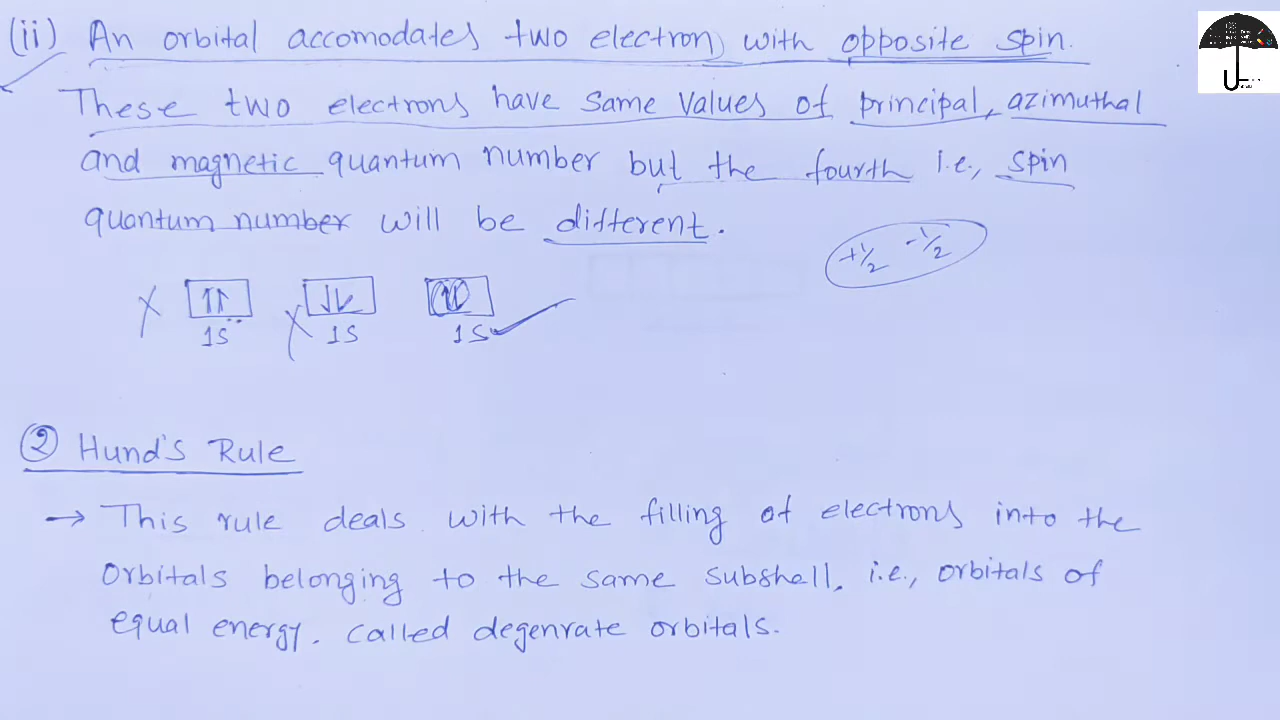 (ii) An orbital accomodates two electron, with opposite spin.
These two electrons have same values of principal, azimuthal
and magnetic quantum number but the fourth i.e., spin
quantum number will be different.
+1/2 -1/2
X ↑↑ X ↓↓ ↑↓ ✓
1S 1S 1S
② Hund's Rule
→ This rule deals with the filling of electrons into the
orbitals belonging to the same subshell. i.e., orbitals of
equal energy. called degenrate orbitals.